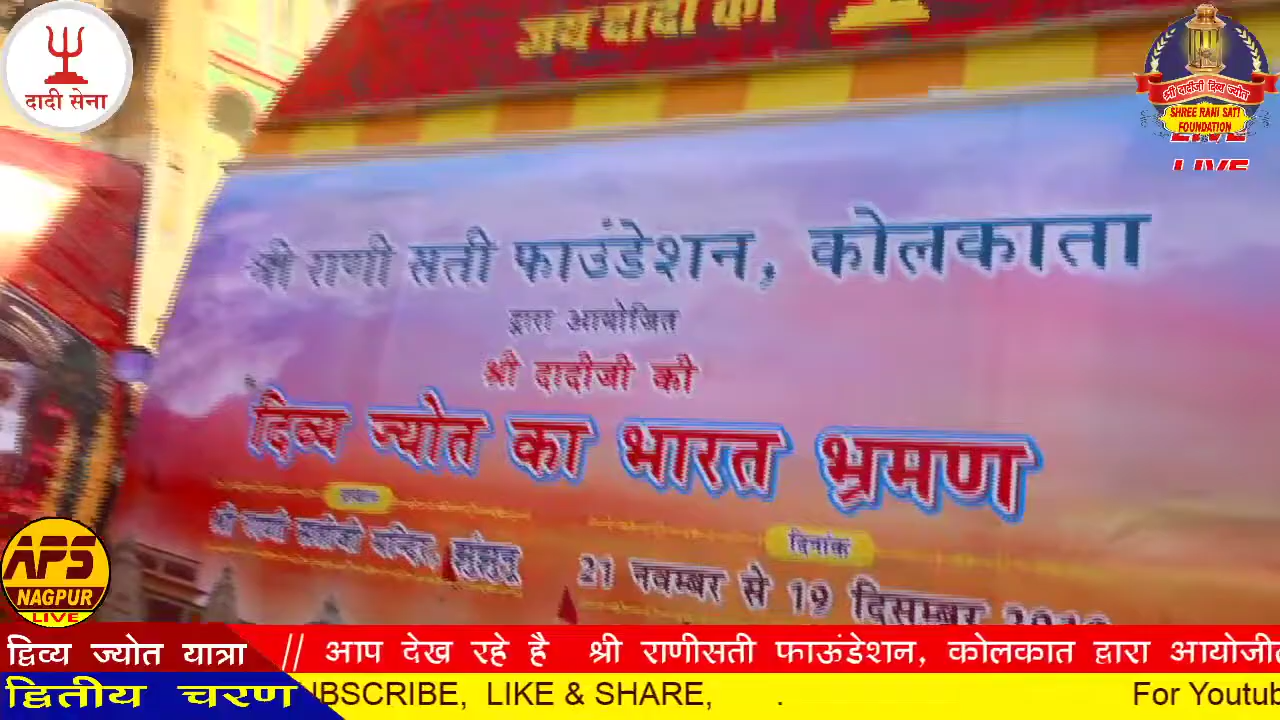 जय दादी की
दादी सेना
श्री दादीजी दिव्य ज्योत
SHREE RANI SATI
FOUNDATION
LIVE
LIVE
श्री राणी सती फाउंडेशन, कोलकाता
द्वारा आयोजित
श्री दादीजी की
दिव्य ज्योत का भारत भ्रमण
दिनांक
झुंझुनू
21 नवम्बर से 19 दिसम्बर
APS
NAGPUR
LIVE
द्विव्य ज्योत यात्रा // आप देख रहे है श्री राणीसती फाऊंडेशन, कोलकात द्वारा आयोजीत
द्वितीय चरण UBSCRIBE, LIKE & SHARE, . For Youtub